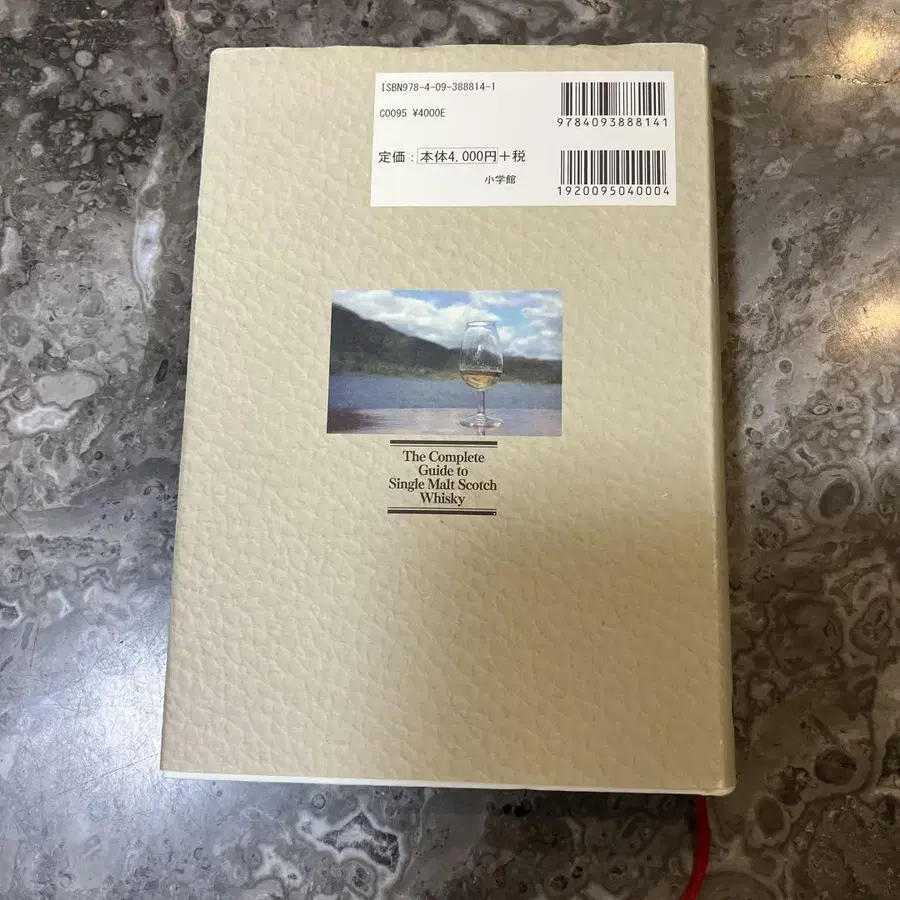 ISBN978-4-09-388814-1
C0095 ¥4000E
定価：本体4,000円+税
小学館
9784093888141
1920095040004
The Complete
Guide to
Single Malt Scotch
Whisky